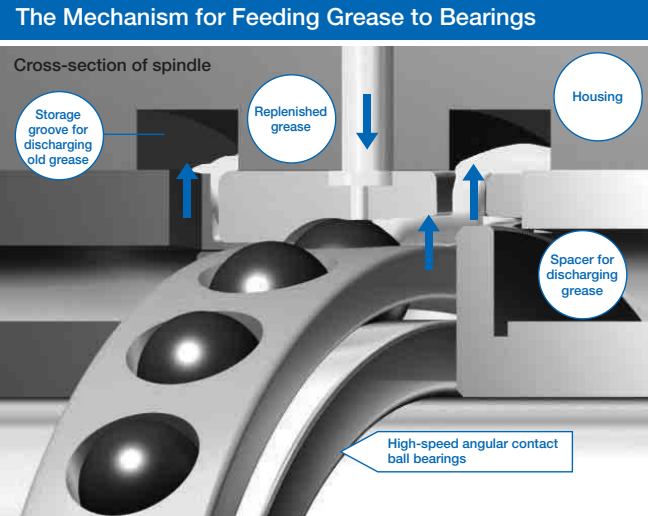 The Mechanism for Feeding Grease to Bearings
Cross-section of spindle
Storage
groove for
discharging
old grease
Replenished
grease
Housing
Spacer for
discharging
grease
High-speed angular contact
ball bearings